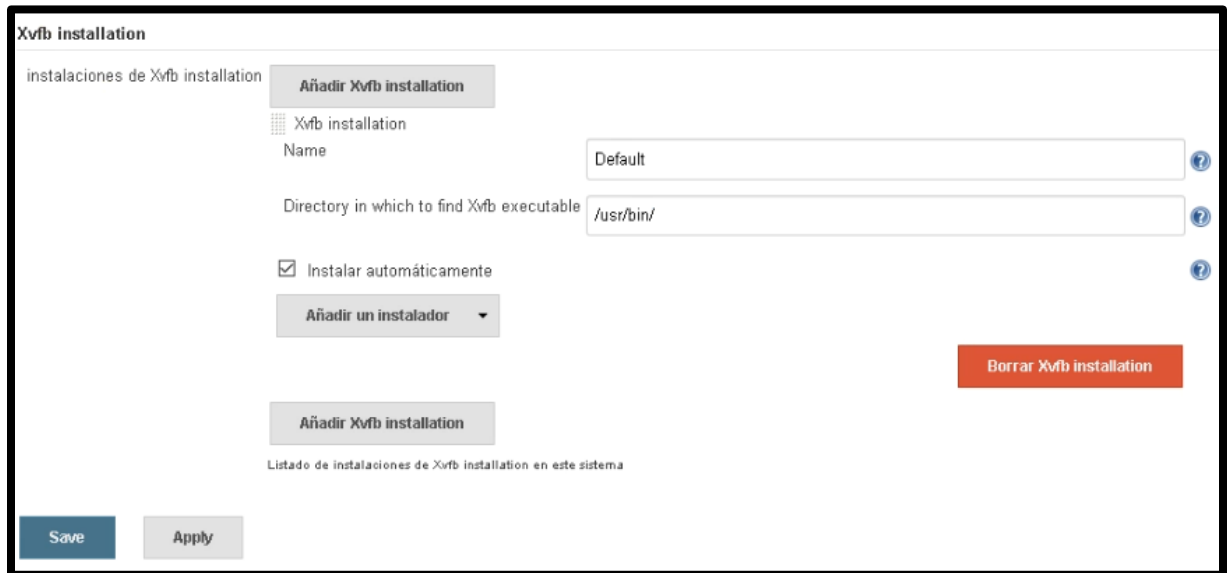 Xvfb installation
instalaciones de Xvfb installation
Añadir Xvfb installation
Xvfb installation
Name
Default
Directory in which to find Xvfb executable
/usr/bin/
Instalar automáticamente
Añadir un instalador
Borrar Xvfb installation
Añadir Xvfb installation
Listado de instalaciones de Xvfb installation en este sistema
Save
Apply